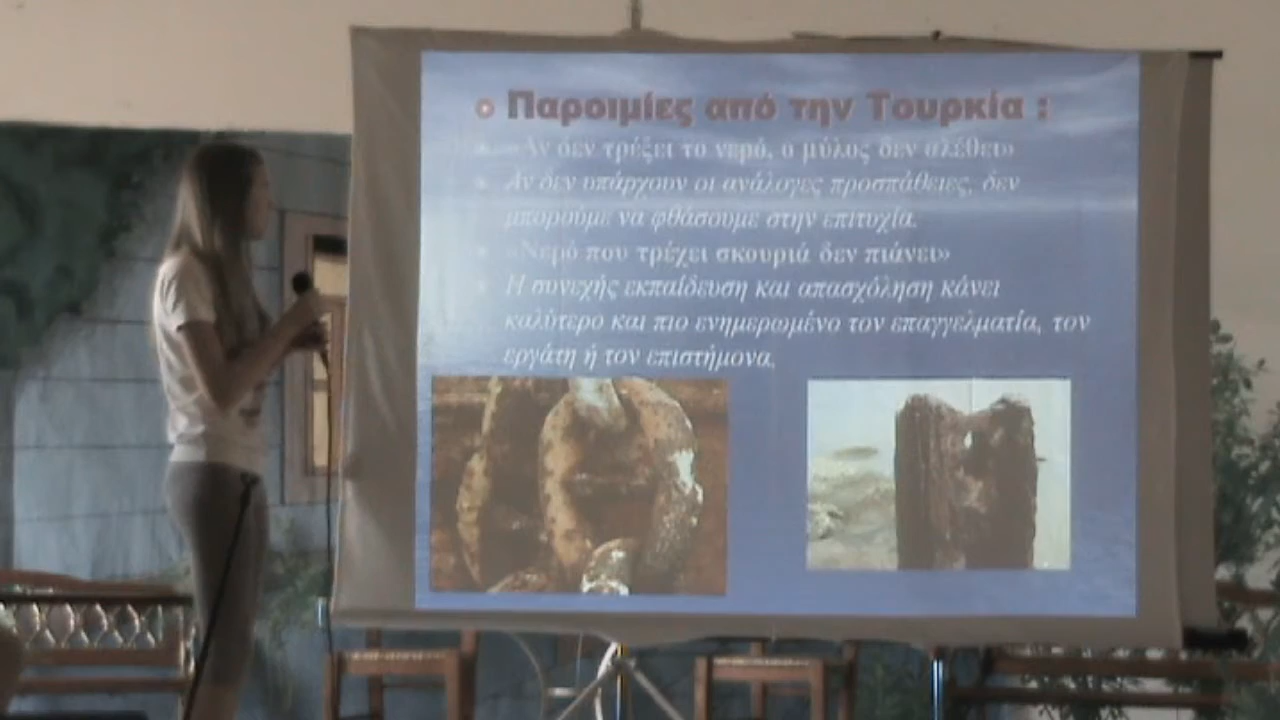 Παροιμίες από την Τουρκία :
«Αν δεν τρέξει το νερό, ο μύλος δεν αλέθει»
Αν δεν υπάρχουν οι ανάλογες προσπάθειες, δεν
μπορούμε να φθάσουμε στην επιτυχία.
«Νερό που τρέχει σκουριά δεν πιάνει»
Η συνεχής εκπαίδευση και απασχόληση κάνει
καλύτερο και πιο ενημερωμένο τον επαγγελματία, τον
εργάτη ή τον επιστήμονα.